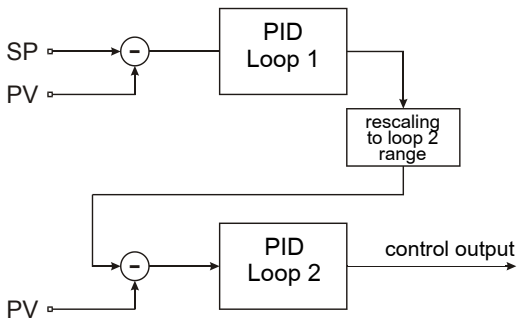 SP
PV
-
PID
Loop 1
rescaling
to loop 2
range
-
PID
Loop 2
control output
PV